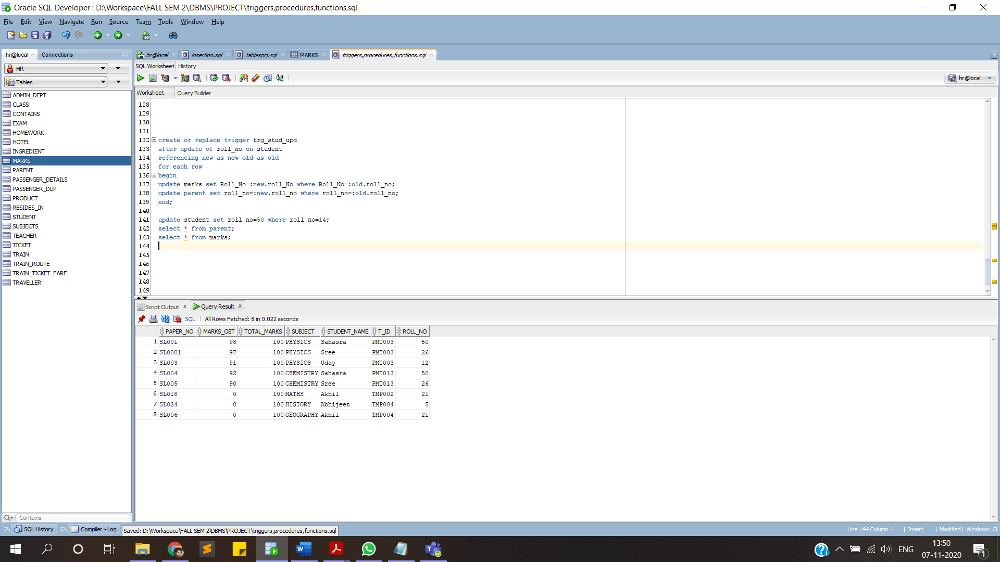 Oracle SQL Developer : D:\Workspace\FALL SEM 2\DBMS\PROJECT\triggers,procedures,functions.sql
File Edit View Navigate Run Source Team Tools Window Help
hr@local Connections
hr@local insertion.sql tablesprj.sql MARKS triggers,procedures,functions.sql
SQL Worksheet History
HR
Tables
hr@local
Worksheet Query Builder
ADMIN_DEPT
CLASS
CONTAINS
EXAM
HOMEWORK
HOTEL
INGREDIENT
MARKS
PARENT
PASSENGER_DETAILS
PASSENGER_DUP
PRODUCT
RESIDES_IN
STUDENT
SUBJECTS
TEACHER
TICKET
TRAIN
TRAIN_ROUTE
TRAIN_TICKET_FARE
TRAVELLER
Contains
128
129
130
131
132 create or replace trigger trg_stud_upd
133 after update of roll_no on student
134 referencing new as new old as old
135 for each row
136 begin
137 update marks set Roll_No=:new.roll_No where Roll_No=:old.roll_no;
138 update parent set roll_no=:new.roll_no where roll_no=:old.roll_no;
139 end;
140
141 update student set roll_no=50 where roll_no=14;
142 select * from parent;
143 select * from marks;
144
145
146
147
148
149
Script Output x Query Result x
SQL | All Rows Fetched: 8 in 0.022 seconds
PAPER_NO MARKS_OBT TOTAL_MARKS SUBJECT STUDENT_NAME T_ID ROLL_NO
1 SL001 98 100 PHYSICS Sahasra PMT003 50
2 SL0001 97 100 PHYSICS Sree PMT003 26
3 SL003 91 100 PHYSICS Uday PMT003 12
4 SL004 92 100 CHEMISTRY Sahasra PMT013 50
5 SL005 90 100 CHEMISTRY Sree PMT013 26
6 SL018 0 100 MATHS Akhil TMP002 21
7 SL024 0 100 HISTORY Abhijeet TMP004 5
8 SL006 0 100 GEOGRAPHY Akhil TMP004 21
SQL History Compiler - Log Saved: D:\Workspace\FALL SEM 2\DBMS\PROJECT\triggers,procedures,functions.sql
| Line 144 Column 1 | Insert | Modified | Windows: CF
ENG
13:50
07-11-2020
1